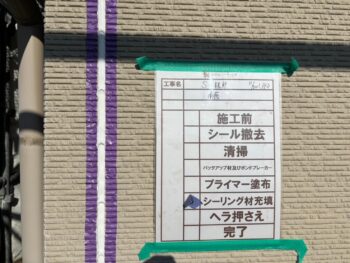 工事名
施工前
シール撤去
清掃
バックアップ材及びボンドブレーカー
プライマー塗布
シーリング材充填
ヘラ押さえ
完了